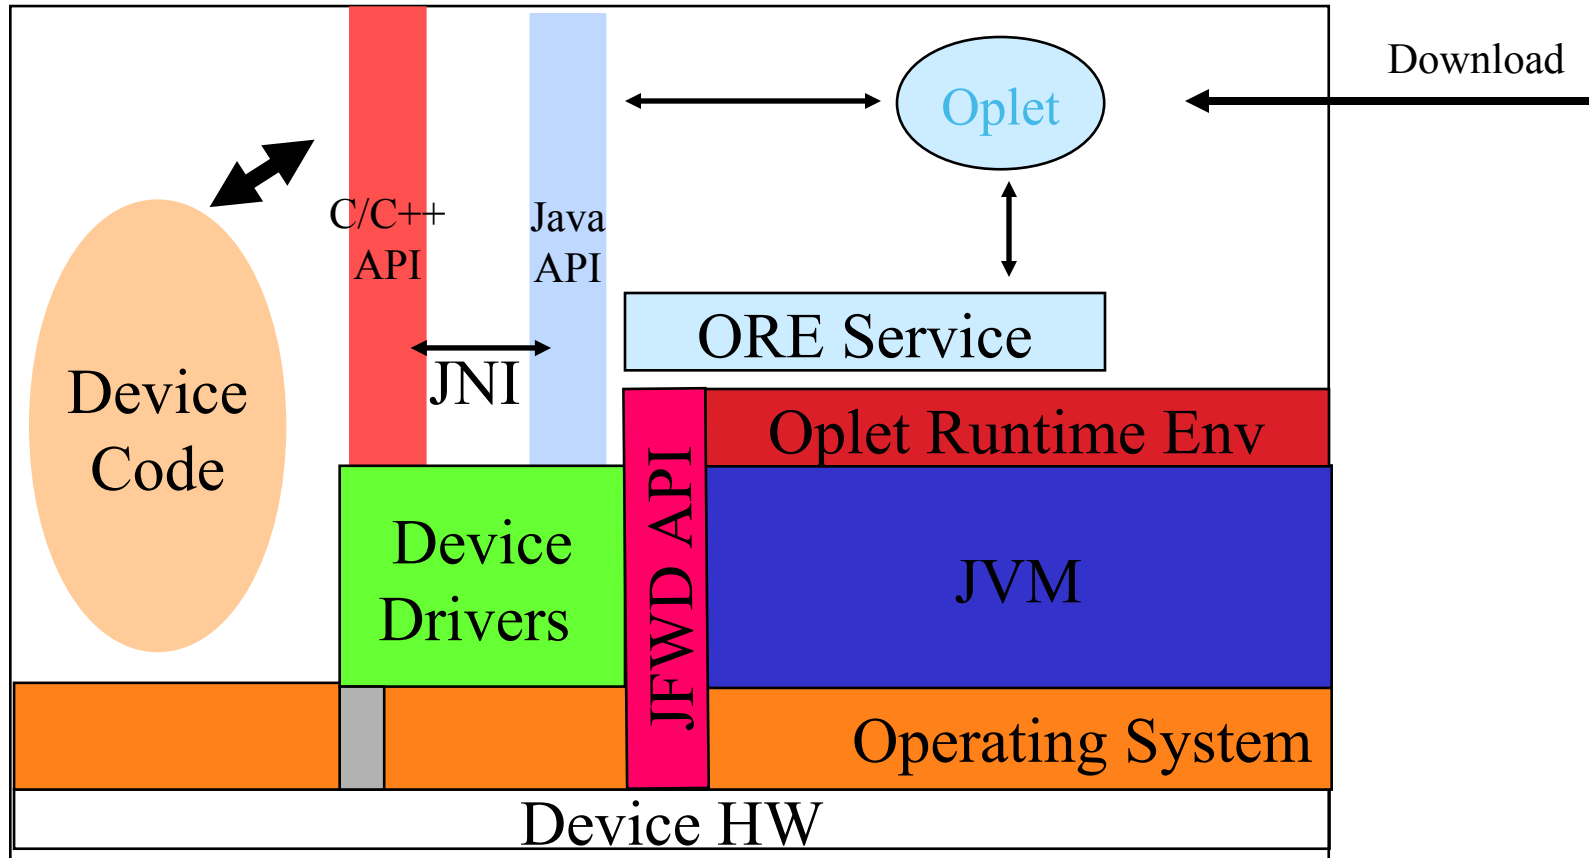 Download
Oplet
C/C++
API
Java
API
ORE Service
JNI
Device
Code
Oplet Runtime Env
JFWD API
Device
Drivers
JVM
Operating System
Device HW